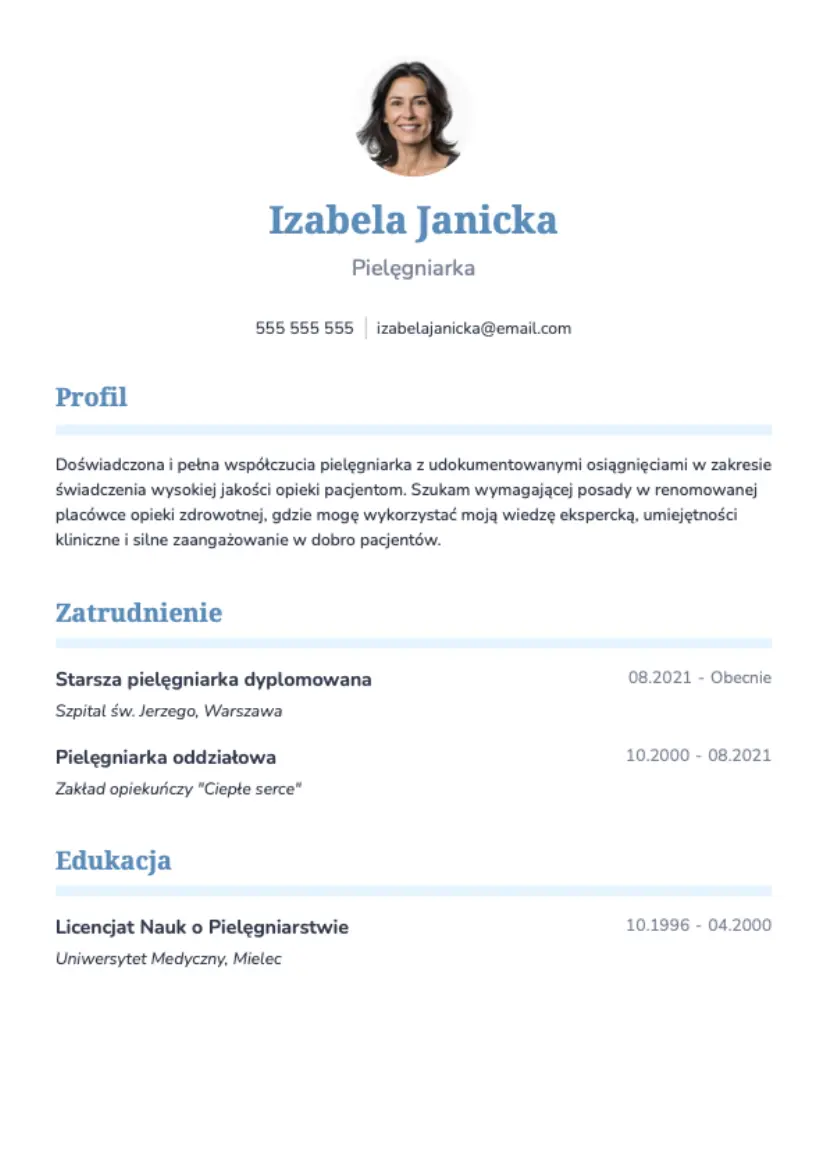 Izabela Janicka
Pielęgniarka
555 555 555 izabelajanicka@email.com
Profil
Doświadczona i pełna współczucia pielęgniarka z udokumentowanymi osiągnięciami w zakresie
świadczenia wysokiej jakości opieki pacjentom. Szukam wymagającej posady w renomowanej
placówce opieki zdrowotnej, gdzie mogę wykorzystać moją wiedzę ekspercką, umiejętności
kliniczne i silne zaangażowanie w dobro pacjentów.
Zatrudnienie
Starsza pielęgniarka dyplomowana 08.2021 - Obecnie
Szpital św. Jerzego, Warszawa
Pielęgniarka oddziałowa 10.2000 - 08.2021
Zakład opiekuńczy "Ciepłe serce"
Edukacja
Licencjat Nauk o Pielęgniarstwie 10.1996 - 04.2000
Uniwersytet Medyczny, Mielec